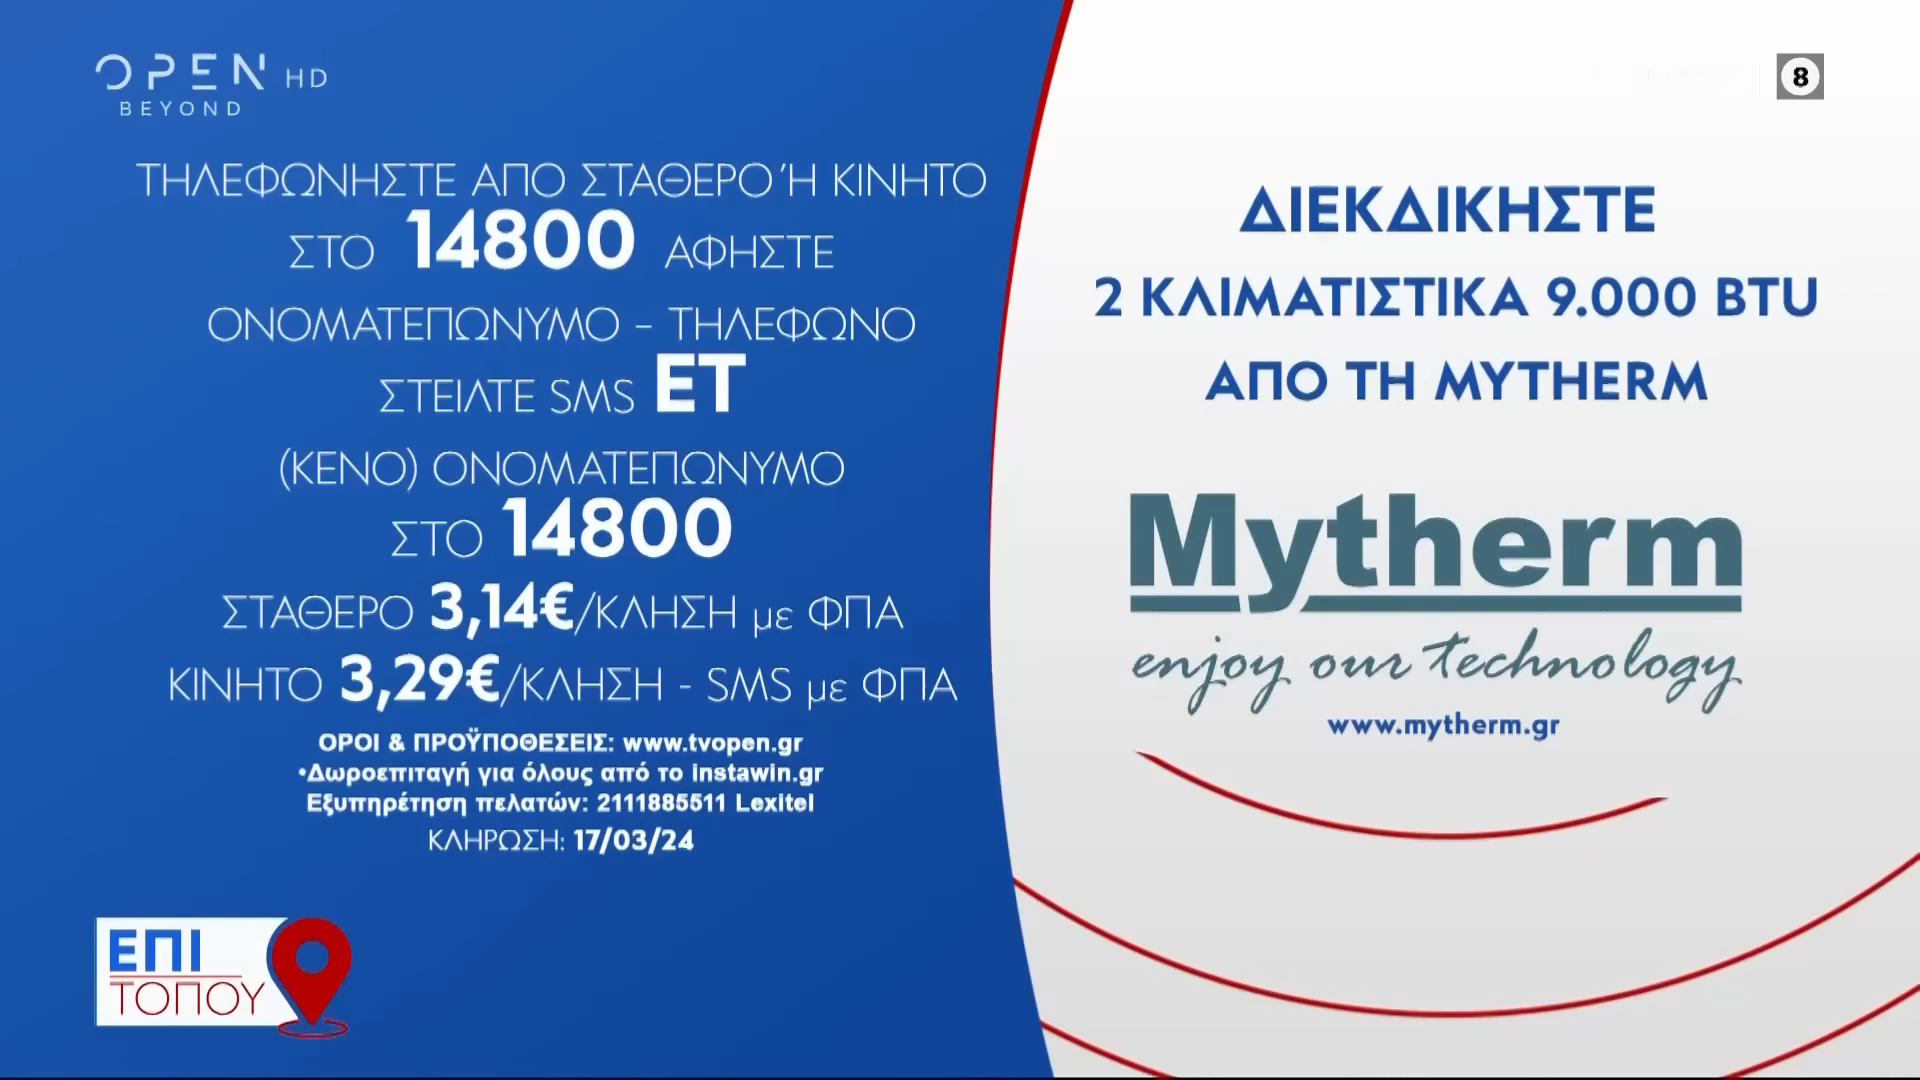 OPEN HD
BEYOND
8
ΤΗΛΕΦΩΝΗΣΤΕ ΑΠΟ ΣΤΑΘΕΡΟ Ή ΚΙΝΗΤΟ
ΣΤΟ 14800 ΑΦΗΣΤΕ
ΟΝΟΜΑΤΕΠΩΝΥΜΟ – ΤΗΛΕΦΩΝΟ
ΣΤΕΙΛΤΕ SMS ΕΤ
(ΚΕΝΟ) ΟΝΟΜΑΤΕΠΩΝΥΜΟ
ΣΤΟ 14800
ΣΤΑΘΕΡΟ 3,14€/ΚΛΗΣΗ με ΦΠΑ
ΚΙΝΗΤΟ 3,29€/ΚΛΗΣΗ - SMS με ΦΠΑ
ΟΡΟΙ & ΠΡΟΫΠΟΘΕΣΕΙΣ: www.tvopen.gr
•Δωροεπιταγή για όλους από το instawin.gr
Εξυπηρέτηση πελατών: 2111885511 Lexitel
ΚΛΗΡΩΣΗ: 17/03/24
ΕΠΙ
ΤΟΠΟΥ
ΔΙΕΚΔΙΚΗΣΤΕ
2 ΚΛΙΜΑΤΙΣΤΙΚΑ 9.000 BTU
ΑΠΟ ΤΗ MYTHERM
Mytherm
enjoy our technology
www.mytherm.gr